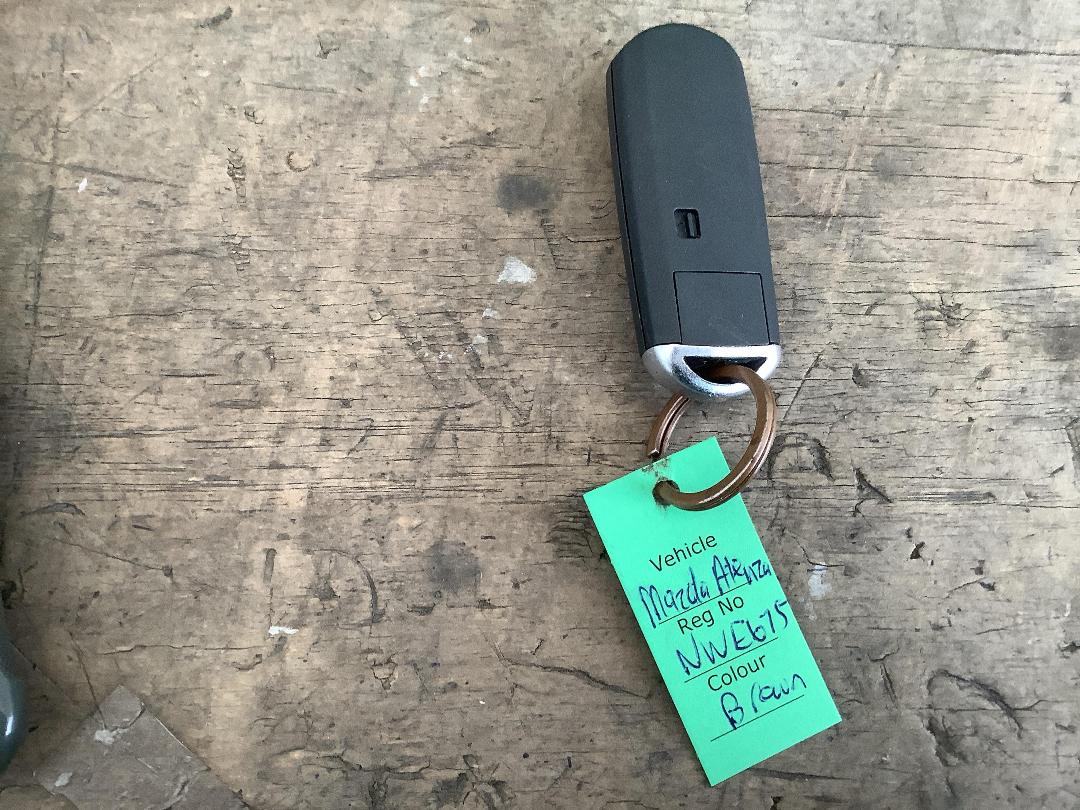 Vehicle
Mazda Atenza
Reg No
NWE675
Colour
Brown